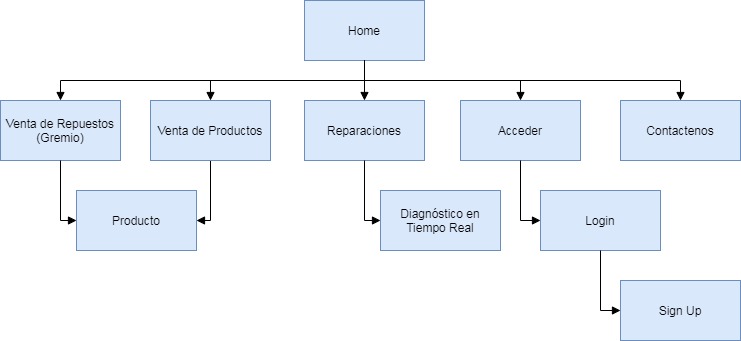 Home
Venta de Repuestos
(Gremio)
Venta de Productos
Reparaciones
Acceder
Contactenos
Producto
Diagnóstico en
Tiempo Real
Login
Sign Up